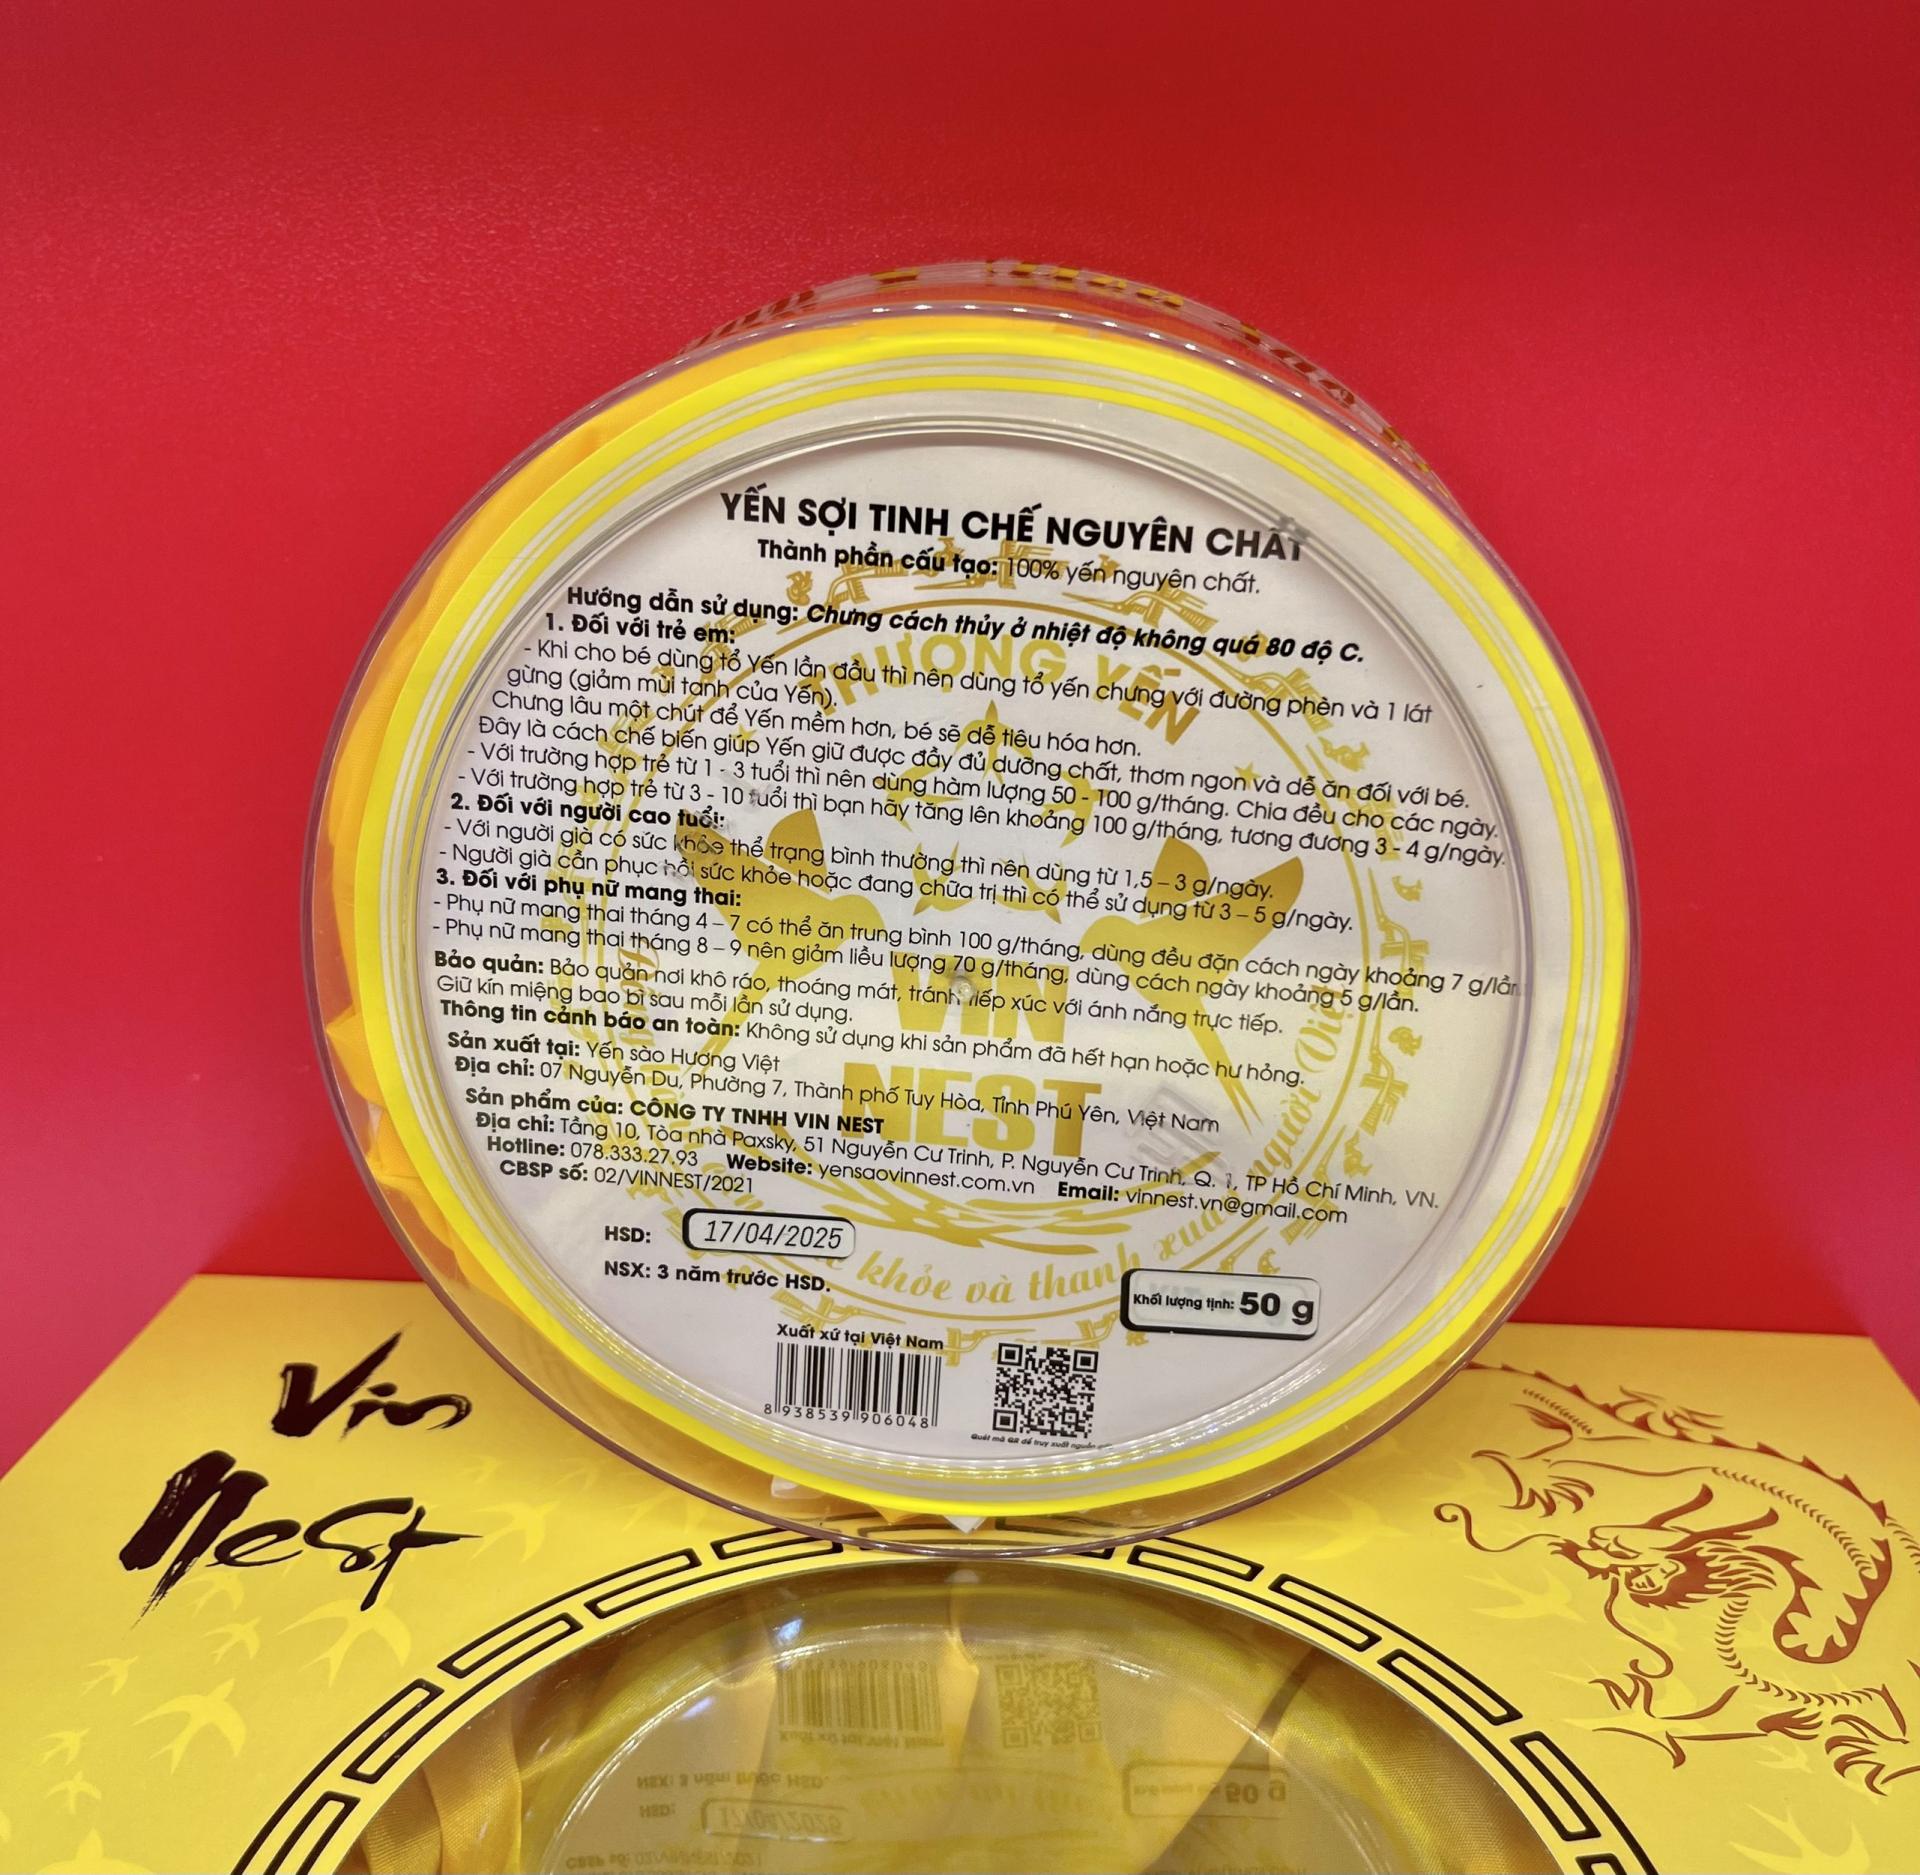 YẾN SỢI TINH CHẾ NGUYÊN CHẤT
Thành phần cấu tạo: 100% yến nguyên chất.
Hướng dẫn sử dụng: Chưng cách thủy ở nhiệt độ không quá 80 độ C.
1. Đối với trẻ em:
- Khi cho bé dùng tổ Yến lần đầu thì nên dùng tổ yến chưng với đường phèn và 1 lát
gừng (giảm mùi tanh của Yến).
Chưng lâu một chút để Yến mềm hơn, bé sẽ dễ tiêu hóa hơn.
Đây là cách chế biến giúp Yến giữ được đầy đủ dưỡng chất, thơm ngon và dễ ăn đối với bé.
- Với trường hợp trẻ từ 1 - 3 tuổi thì nên dùng hàm lượng 50 - 100 g/tháng. Chia đều cho các ngày.
- Với trường hợp trẻ từ 3 - 10 tuổi thì bạn hãy tăng lên khoảng 100 g/tháng, tương đương 3 - 4 g/ngày.
2. Đối với người cao tuổi:
- Với người già có sức khỏe thể trạng bình thường thì nên dùng từ 1,5 – 3 g/ngày.
- Người già cần phục hồi sức khỏe hoặc đang chữa trị thì có thể sử dụng từ 3 – 5 g/ngày.
3. Đối với phụ nữ mang thai:
- Phụ nữ mang thai tháng 4 – 7 có thể ăn trung bình 100 g/tháng, dùng đều đặn cách ngày khoảng 7 g/lần
- Phụ nữ mang thai tháng 8 – 9 nên giảm liều lượng 70 g/tháng, dùng cách ngày khoảng 5 g/lần.
Bảo quản: Bảo quản nơi khô ráo, thoáng mát, tránh tiếp xúc với ánh nắng trực tiếp.
Giữ kín miệng bao bì sau mỗi lần sử dụng.
Thông tin cảnh báo an toàn: Không sử dụng khi sản phẩm đã hết hạn hoặc hư hỏng.
Sản xuất tại: Yến sào Hương Việt
Địa chỉ: 07 Nguyễn Du, Phường 7, Thành phố Tuy Hòa, Tỉnh Phú Yên, Việt Nam
Sản phẩm của: CÔNG TY TNHH VIN NEST
Địa chỉ: Tầng 10, Tòa nhà Paxsky, 51 Nguyễn Cư Trinh, P. Nguyễn Cư Trinh, Q. 1, TP Hồ Chí Minh, VN.
Hotline: 078.333.27.93 Website: yensaovinnest.com.vn Email: vinnest.vn@gmail.com
CBSP số: 02/VINNEST/2021
HSD: 17/04/2025
NSX: 3 năm trước HSD.
Khối lượng tịnh: 50 g
Xuất xứ tại Việt Nam
8 938539 906048
Quét mã QR để truy xuất nguồn
THƯỢNG YẾN
VIN
NEST
khỏe và thanh xuân người Việt
Vin
Nest